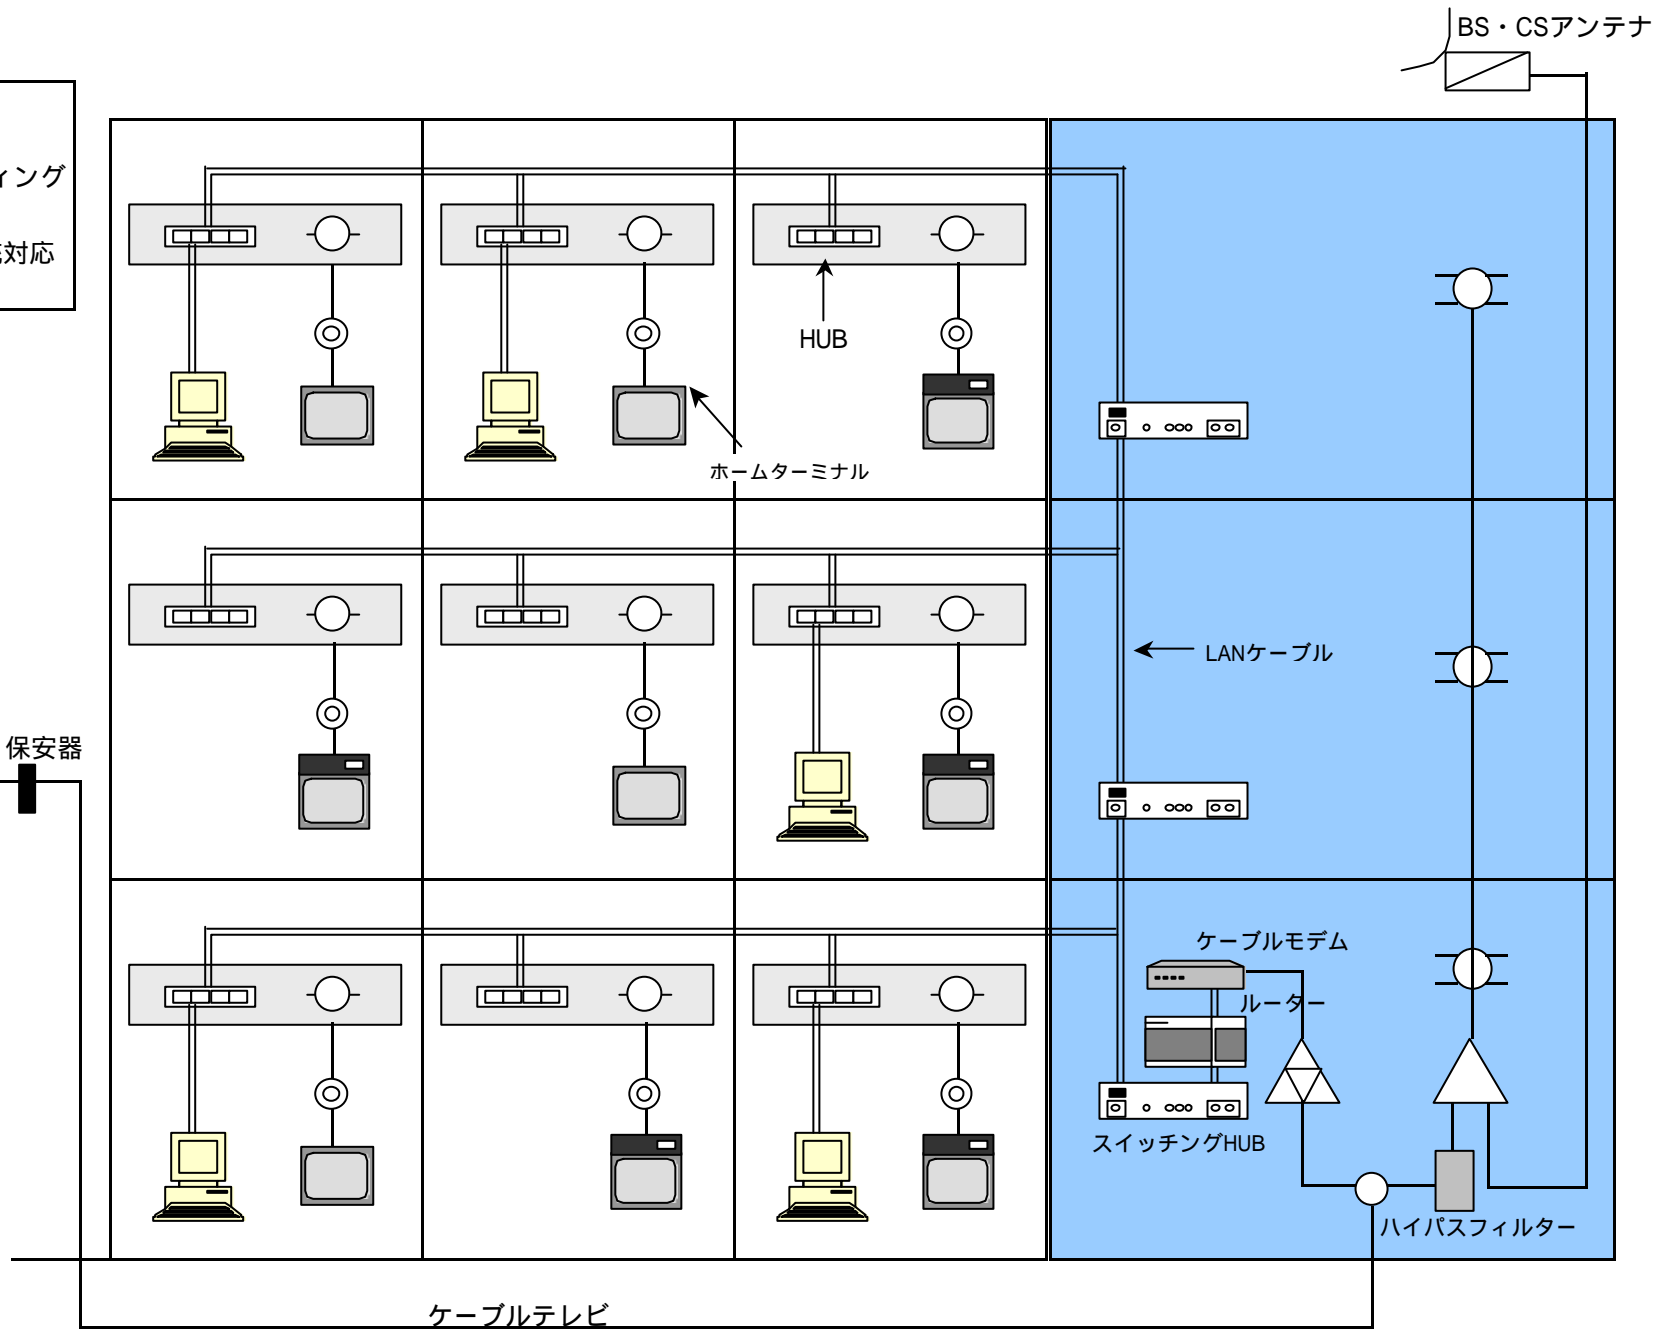 BS・CSアンテナ
ィング
対応
HUB
ホームターミナル
LANケーブル
保安器
ケーブルモデム
ルーター
スイッチングHUB
ハイパスフィルター
ケーブルテレビ